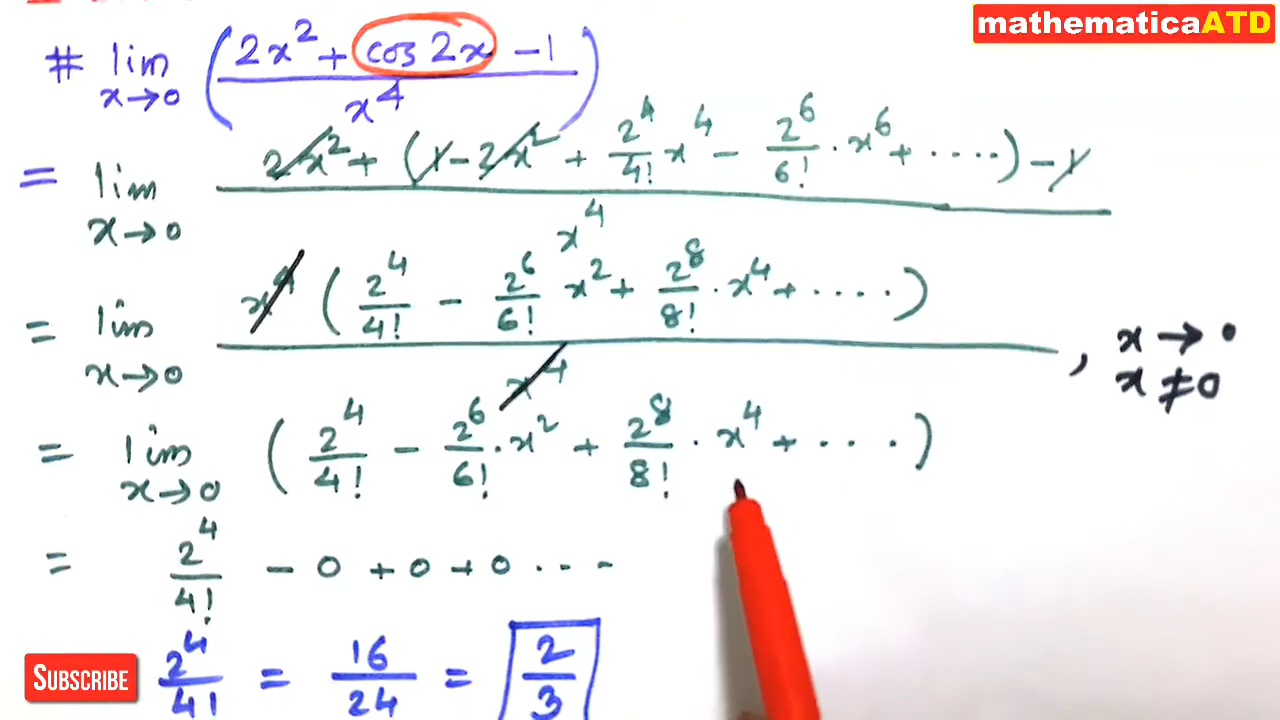 mathematicaATD
# lim x→0 ( (2x² + cos 2x − 1) / x⁴ )
= lim x→0 ( 2x² + (1 − 2x² + 2⁴/4! x⁴ − 2⁶/6! · x⁶ + ····) − 1 ) / x⁴
= lim x→0 x⁴ ( 2⁴/4! − 2⁶/6! x² + 2⁸/8! · x⁴ + ····) / x⁴ , x → 0 x ≠ 0
= lim x→0 ( 2⁴/4! − 2⁶/6! · x² + 2⁸/8! · x⁴ + ····)
= 2⁴/4! − 0 + 0 + 0 ···
2⁴/4! = 16/24 = 2/3
SUBSCRIBE